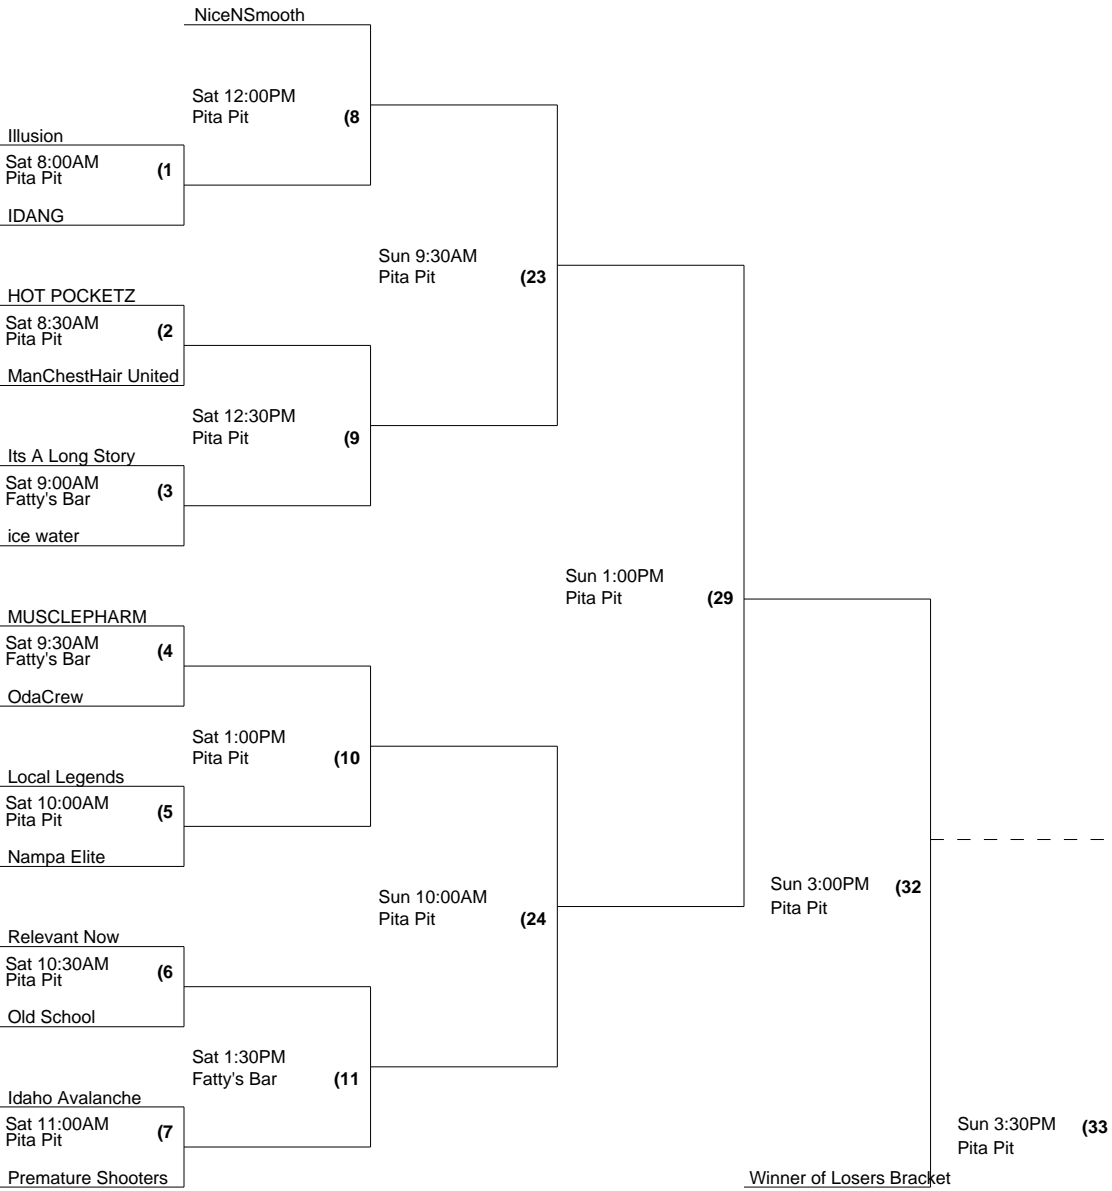 NiceNSmooth
Sat 12:00PM
Pita Pit (8
Illusion
Sat 8:00AM
Pita Pit (1
IDANG
Sun 9:30AM
Pita Pit (23
HOT POCKETZ
Sat 8:30AM
Pita Pit (2
ManChestHair United
Sat 12:30PM
Pita Pit (9
Its A Long Story
Sat 9:00AM
Fatty's Bar (3
ice water
Sun 1:00PM
Pita Pit (29
MUSCLEPHARM
Sat 9:30AM
Fatty's Bar (4
OdaCrew
Sat 1:00PM
Pita Pit (10
Local Legends
Sat 10:00AM
Pita Pit (5
Nampa Elite
Sun 3:00PM (32
Pita Pit
Sun 10:00AM
Pita Pit (24
Relevant Now
Sat 10:30AM
Pita Pit (6
Old School
Sat 1:30PM
Fatty's Bar (11
Idaho Avalanche
Sat 11:00AM
Pita Pit (7
Premature Shooters
Sun 3:30PM (33
Pita Pit
Winner of Losers Bracket